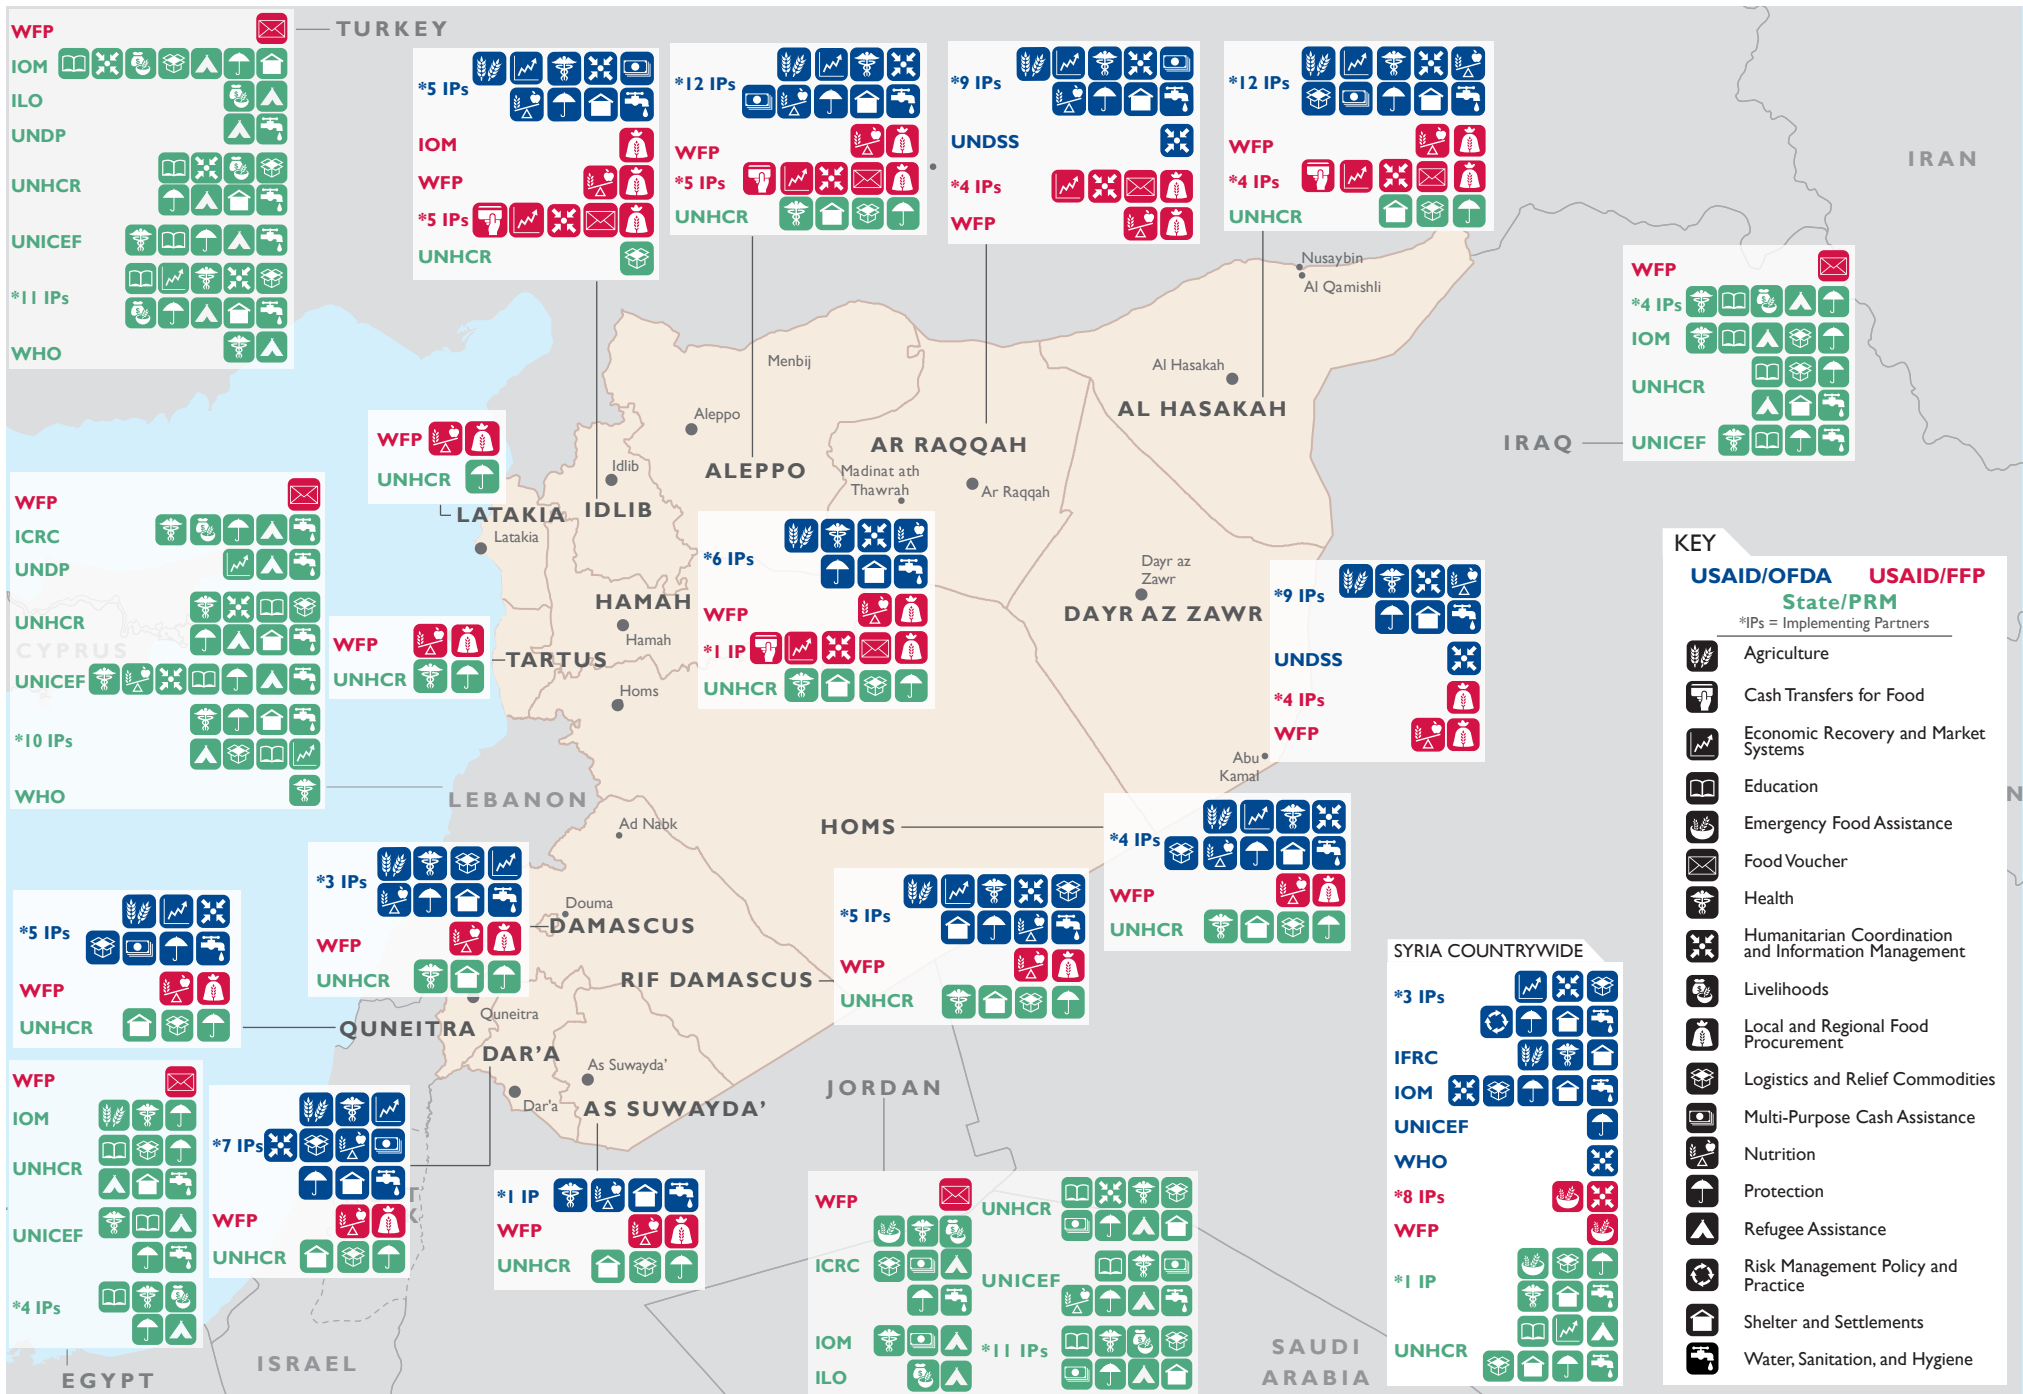 WFP
IOM
ILO
UNDP
UNHCR
UNICEF
*11 IPs
WHO
TURKEY
*5 IPs
IOM
WFP
*5 IPs
UNHCR
*12 IPs
WFP
*5 IPs
UNHCR
*9 IPs
UNDSS
*4 IPs
WFP
*12 IPs
WFP
*4 IPs
UNHCR
IRAN
WFP
*4 IPs
IOM
UNHCR
UNICEF
IRAQ
Nusaybin
Al Qamishli
Menbij
Al Hasakah
AL HASAKAH
Aleppo
ALEPPO
AR RAQQAH
Madinat ath
Thawrah
Ar Raqqah
Idlib
IDLIB
WFP
UNHCR
LATAKIA
Latakia
WFP
ICRC
UNDP
UNHCR
CYPRUS
UNICEF
*10 IPs
WHO
LEBANON
WFP
UNHCR
TARTUS
HAMAH
Hamah
Homs
*6 IPs
WFP
*1 IP
UNHCR
Dayr az
Zawr
DAYR AZ ZAWR
*9 IPs
UNDSS
*4 IPs
WFP
Abu
Kamal
HOMS
*4 IPs
WFP
UNHCR
Ad Nabk
*3 IPs
WFP
UNHCR
Douma
DAMASCUS
RIF DAMASCUS
*5 IPs
WFP
UNHCR
*5 IPs
WFP
UNHCR
QUNEITRA
Quneitra
DAR’A
Dar'a
As Suwayda’
AS SUWAYDA’
WFP
IOM
UNHCR
UNICEF
*4 IPs
EGYPT
*7 IPs
WFP
UNHCR
ISRAEL
*1 IP
WFP
UNHCR
JORDAN
WFP
ICRC
IOM
ILO
UNHCR
UNICEF
*11 IPs
SAUDI
ARABIA
SYRIA COUNTRYWIDE
*3 IPs
IFRC
IOM
UNICEF
WHO
*8 IPs
WFP
*1 IP
UNHCR
KEY
USAID/OFDA USAID/FFP
State/PRM
*IPs = Implementing Partners
Agriculture
Cash Transfers for Food
Economic Recovery and Market
Systems
Education
Emergency Food Assistance
Food Voucher
Health
Humanitarian Coordination
and Information Management
Livelihoods
Local and Regional Food
Procurement
Logistics and Relief Commodities
Multi-Purpose Cash Assistance
Nutrition
Protection
Refugee Assistance
Risk Management Policy and
Practice
Shelter and Settlements
Water, Sanitation, and Hygiene